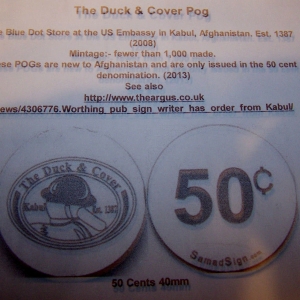 The Duck & Cover Pog
e Blue Dot Store at the US Embassy in Kabul, Afghanistan. Est. 1387.
(2008)
Mintage:- fewer than 1,000 made.
ese POGs are new to Afghanistan and are only issued in the 50 cent
denomination. (2013)
See also
http://www.theargus.co.uk/
ews/4306776.Worthing_pub_sign_writer_has_order_from_Kabul/
The Duck & Cover
Kabul Est. 1387
50¢
SamedSign
50 Cents 40mm